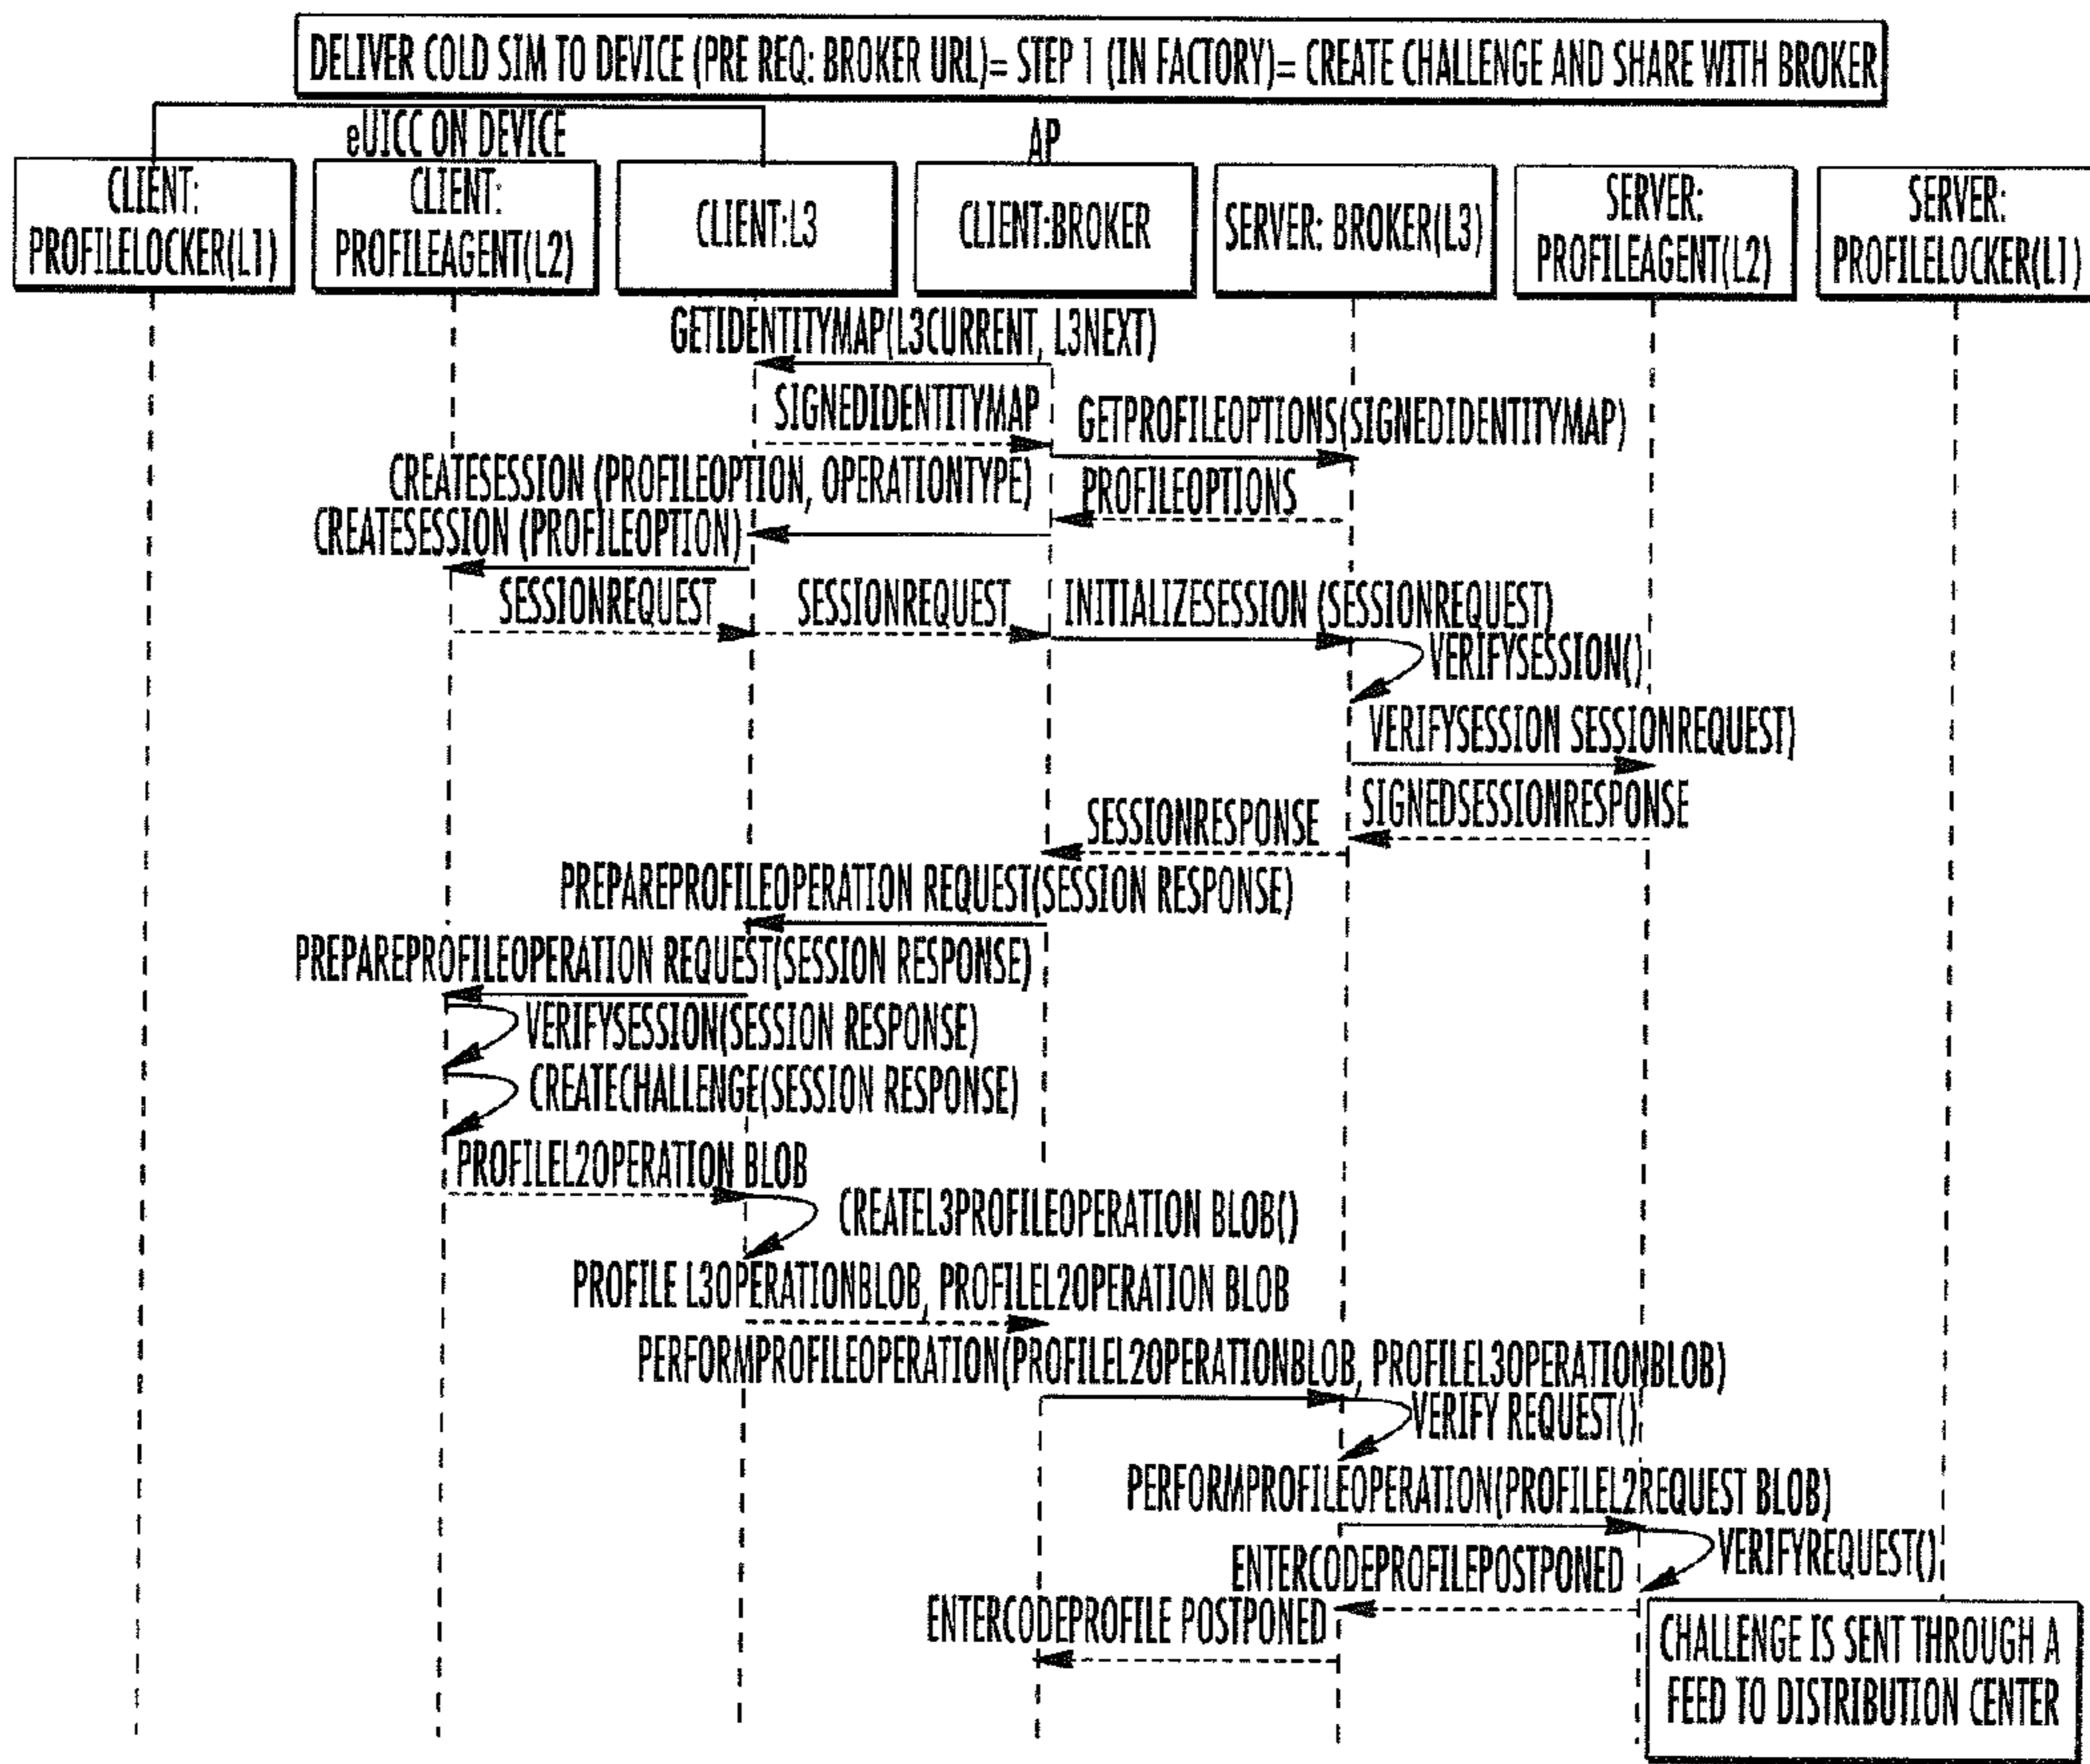 DELIVER COLD SIM TO DEVICE (PRE REQ: BROKER URL)= STEP 1 (IN FACTORY)= CREATE CHALLENGE AND SHARE WITH BROKER
eUICC ON DEVICE
AP
CLIENT:
PROFILELOCKER(L1)
CLIENT:
PROFILEAGENT(L2)
CLIENT:L3
CLIENT:BROKER
SERVER: BROKER(L3)
SERVER:
PROFILEAGENT(L2)
SERVER:
PROFILELOCKER(L1)
GETIDENTITYMAP(L3CURRENT, L3NEXT)
SIGNEDIDENTITYMAP
GETPROFILEOPTIONS(SIGNEDIDENTITYMAP)
CREATESESSION (PROFILEOPTION, OPERATIONTYPE)
PROFILEOPTIONS
CREATESESSION (PROFILEOPTION)
SESSIONREQUEST
SESSIONREQUEST
INITIALIZESESSION (SESSIONREQUEST)
VERIFYSESSION()
VERIFYSESSION SESSIONREQUEST)
SIGNEDSESSIONRESPONSE
SESSIONRESPONSE
PREPAREPROFILEOPERATION REQUEST(SESSION RESPONSE)
PREPAREPROFILEOPERATION REQUEST(SESSION RESPONSE)
VERIFYSESSION(SESSION RESPONSE)
CREATECHALLENGE(SESSION RESPONSE)
PROFILEL2OPERATION BLOB
CREATEL3PROFILEOPERATION BLOB()
PROFILE L3OPERATIONBLOB, PROFILEL2OPERATION BLOB
PERFORMPROFILEOPERATION(PROFILEL2OPERATIONBLOB, PROFILEL3OPERATIONBLOB)
VERIFY REQUEST()
PERFORMPROFILEOPERATION(PROFILEL2REQUEST BLOB)
VERIFYREQUEST()
ENTERCODEPROFILEPOSTPONED
ENTERCODEPROFILE POSTPONED
CHALLENGE IS SENT THROUGH A
FEED TO DISTRIBUTION CENTER